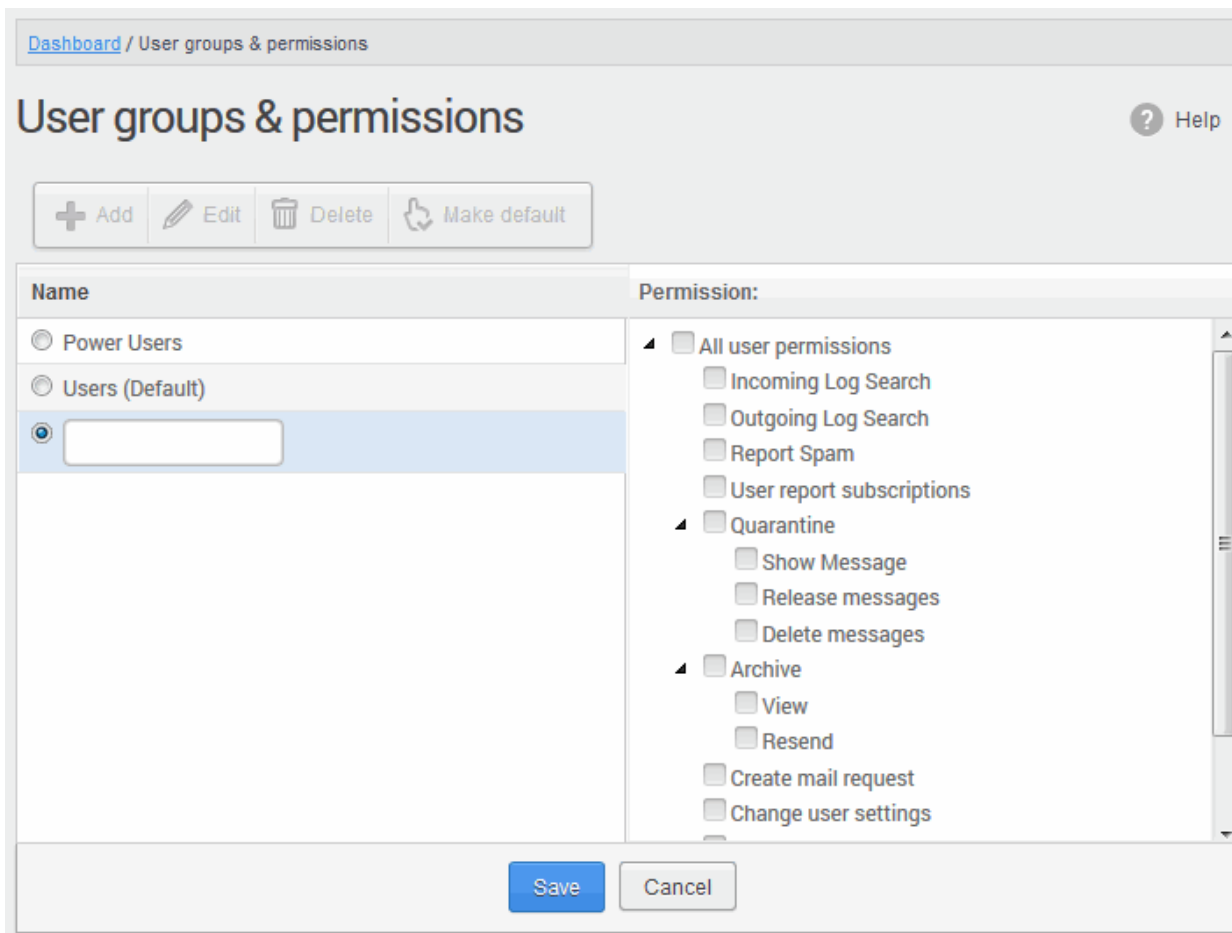 Dashboard / User groups & permissions
User groups & permissions
Help
Add Edit Delete Make default
Name
Permission:
Power Users
Users (Default)
All user permissions
Incoming Log Search
Outgoing Log Search
Report Spam
User report subscriptions
Quarantine
Show Message
Release messages
Delete messages
Archive
View
Resend
Create mail request
Change user settings
Save Cancel